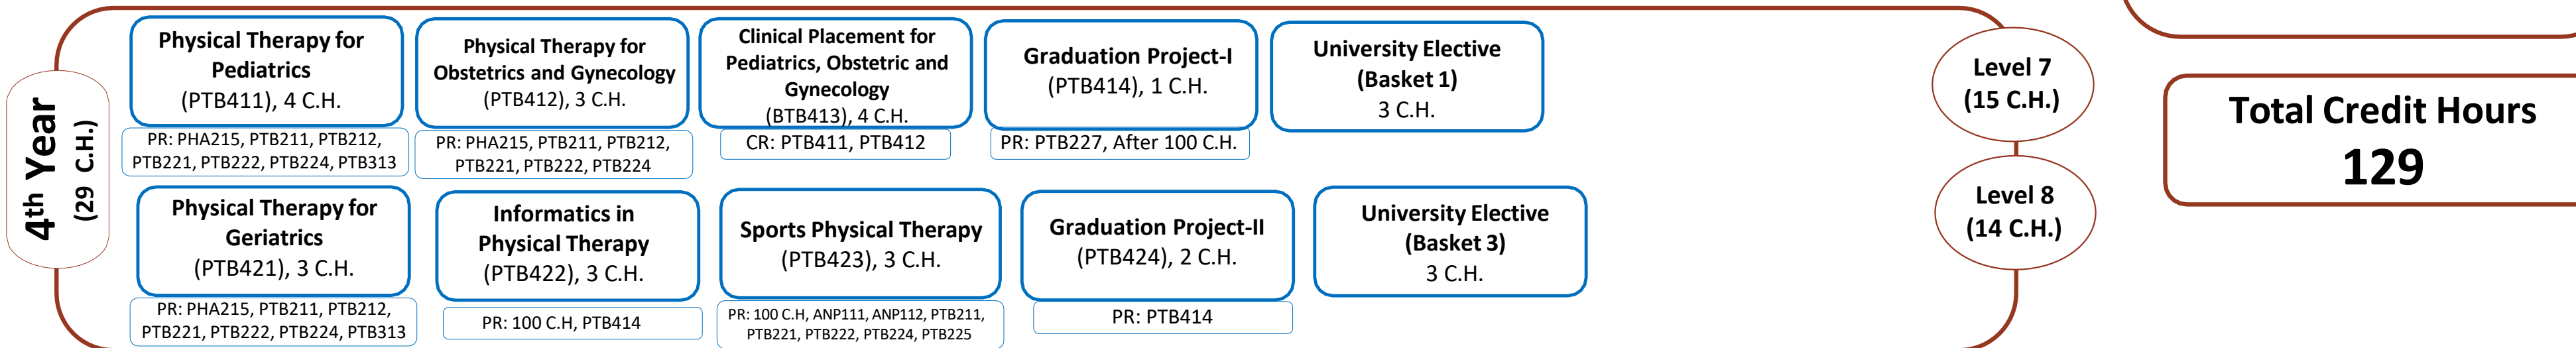 4th Year
(29 C.H.)
Physical Therapy for
Pediatrics
(PTB411), 4 C.H.
PR: PHA215, PTB211, PTB212,
PTB221, PTB222, PTB224, PTB313
Physical Therapy for
Obstetrics and Gynecology
(PTB412), 3 C.H.
PR: PHA215, PTB211, PTB212,
PTB221, PTB222, PTB224
Clinical Placement for
Pediatrics, Obstetric and
Gynecology
(BTB413), 4 C.H.
CR: PTB411, PTB412
Graduation Project-I
(PTB414), 1 C.H.
PR: PTB227, After 100 C.H.
University Elective
(Basket 1)
3 C.H.
Level 7
(15 C.H.)
Physical Therapy for
Geriatrics
(PTB421), 3 C.H.
PR: PHA215, PTB211, PTB212,
PTB221, PTB222, PTB224, PTB313
Informatics in
Physical Therapy
(PTB422), 3 C.H.
PR: 100 C.H, PTB414
Sports Physical Therapy
(PTB423), 3 C.H.
PR: 100 C.H, ANP111, ANP112, PTB211,
PTB221, PTB222, PTB224, PTB225
Graduation Project-II
(PTB424), 2 C.H.
PR: PTB414
University Elective
(Basket 3)
3 C.H.
Level 8
(14 C.H.)
Total Credit Hours
129